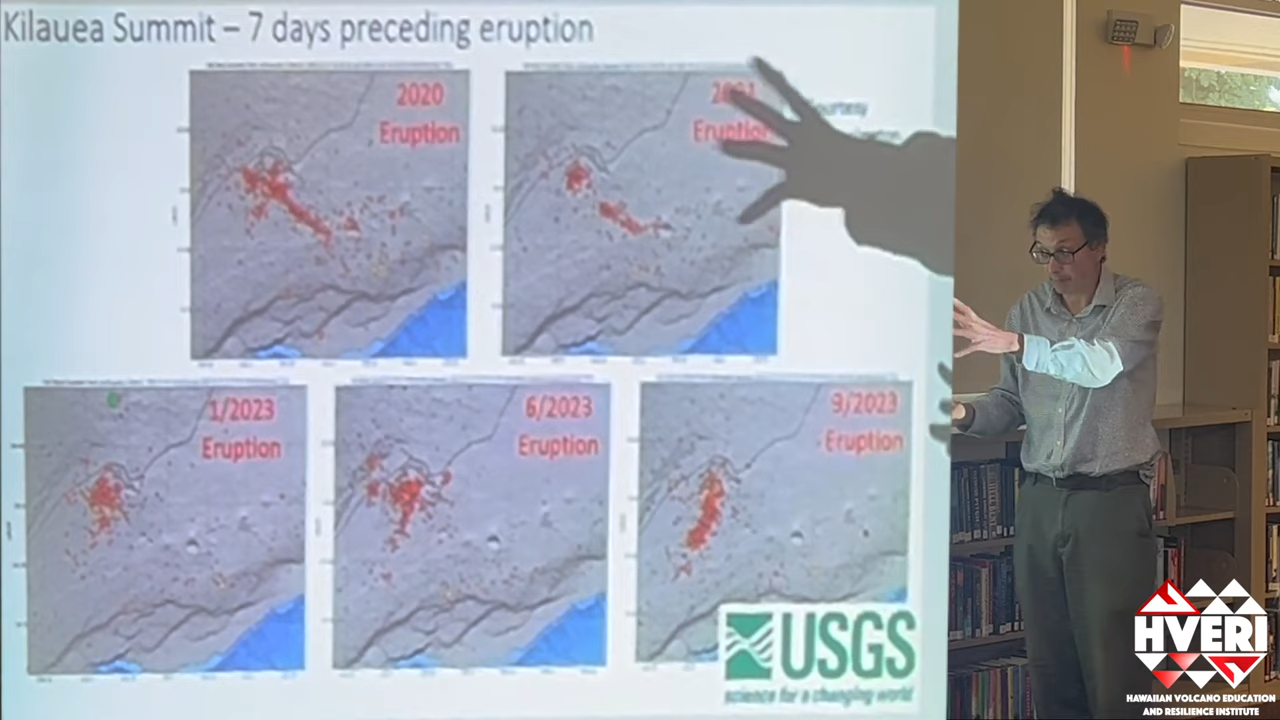 Kilauea Summit – 7 days preceding eruption
2020
Eruption
Eruption
1/2023
Eruption
6/2023
Eruption
9/2023
Eruption
USGS
science for a changing world
HVERI
HAWAIIAN VOLCANO EDUCATION
AND RESILIENCE INSTITUTE